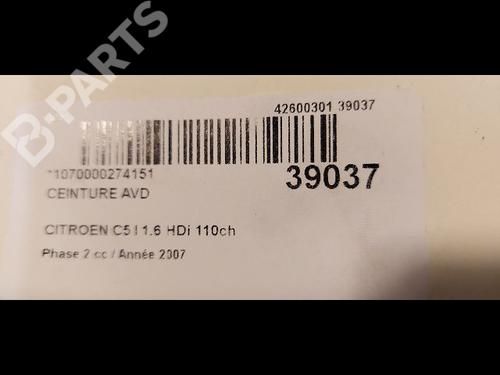 B-PARTS
42600301 39037
*1070000274151
39037
CEINTURE AVD
CITROEN C5 I 1.6 HDi 110ch
Phase 2 cc / Année 2007